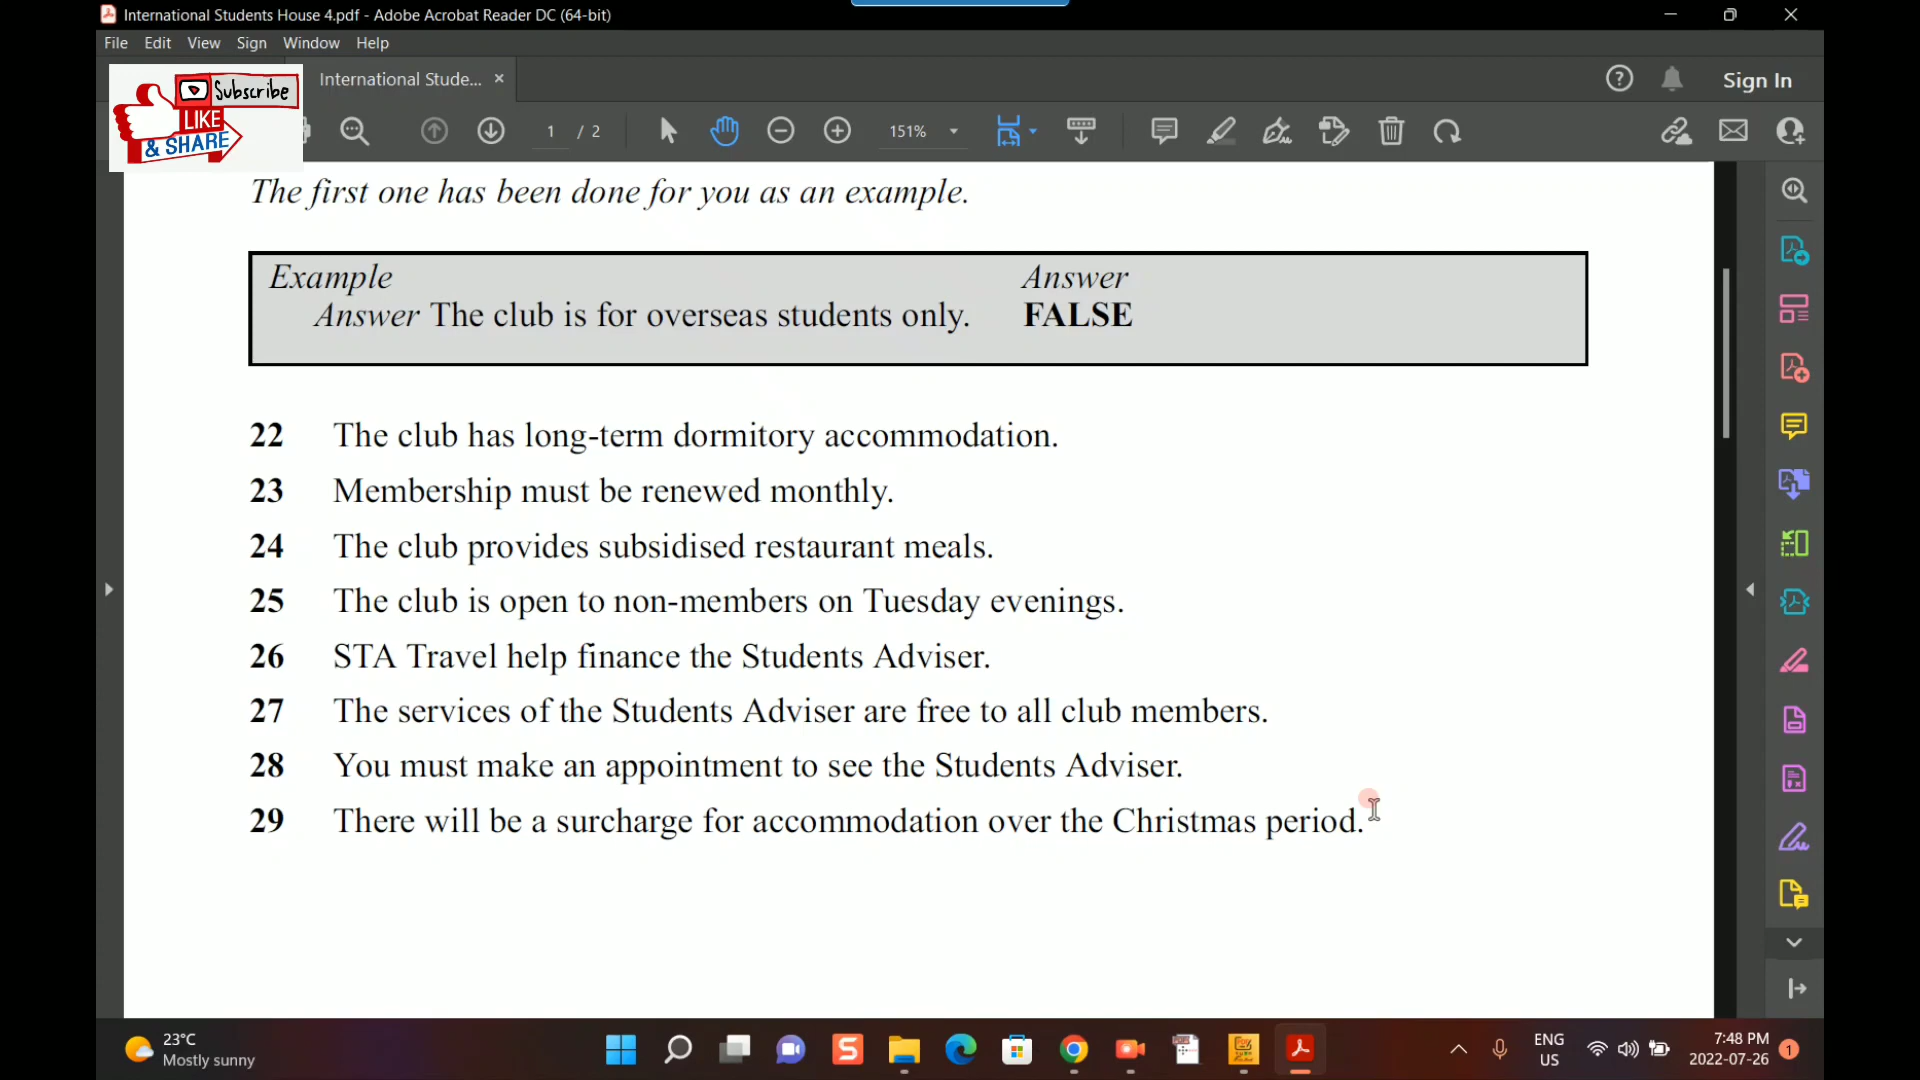 International Students House 4.pdf - Adobe Acrobat Reader DC (64-bit)
File Edit View Sign Window Help
Subscribe
LIKE
& SHARE
International Stude...
Sign In
1 / 2
151%
The first one has been done for you as an example.
Example Answer
Answer The club is for overseas students only. FALSE
22 The club has long-term dormitory accommodation.
23 Membership must be renewed monthly.
24 The club provides subsidised restaurant meals.
25 The club is open to non-members on Tuesday evenings.
26 STA Travel help finance the Students Adviser.
27 The services of the Students Adviser are free to all club members.
28 You must make an appointment to see the Students Adviser.
29 There will be a surcharge for accommodation over the Christmas period.
23°C
Mostly sunny
ENG
US
7:48 PM
2022-07-26
1